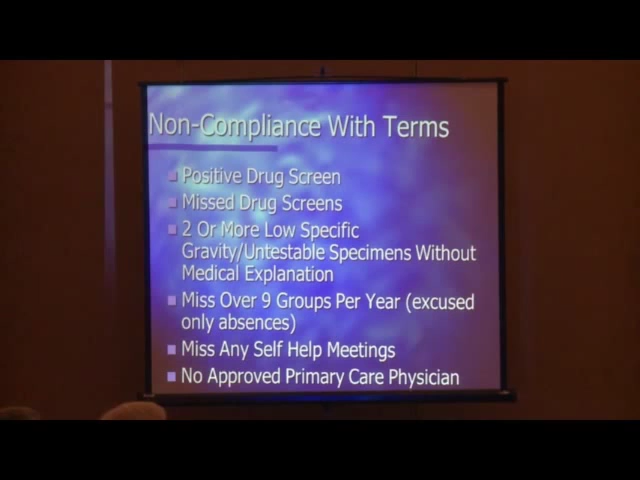 Non-Compliance With Terms
Positive Drug Screen
Missed Drug Screens
2 Or More Low Specific
Gravity/Untestable Specimens Without
Medical Explanation
Miss Over 9 Groups Per Year (excused
only absences)
Miss Any Self Help Meetings
No Approved Primary Care Physician